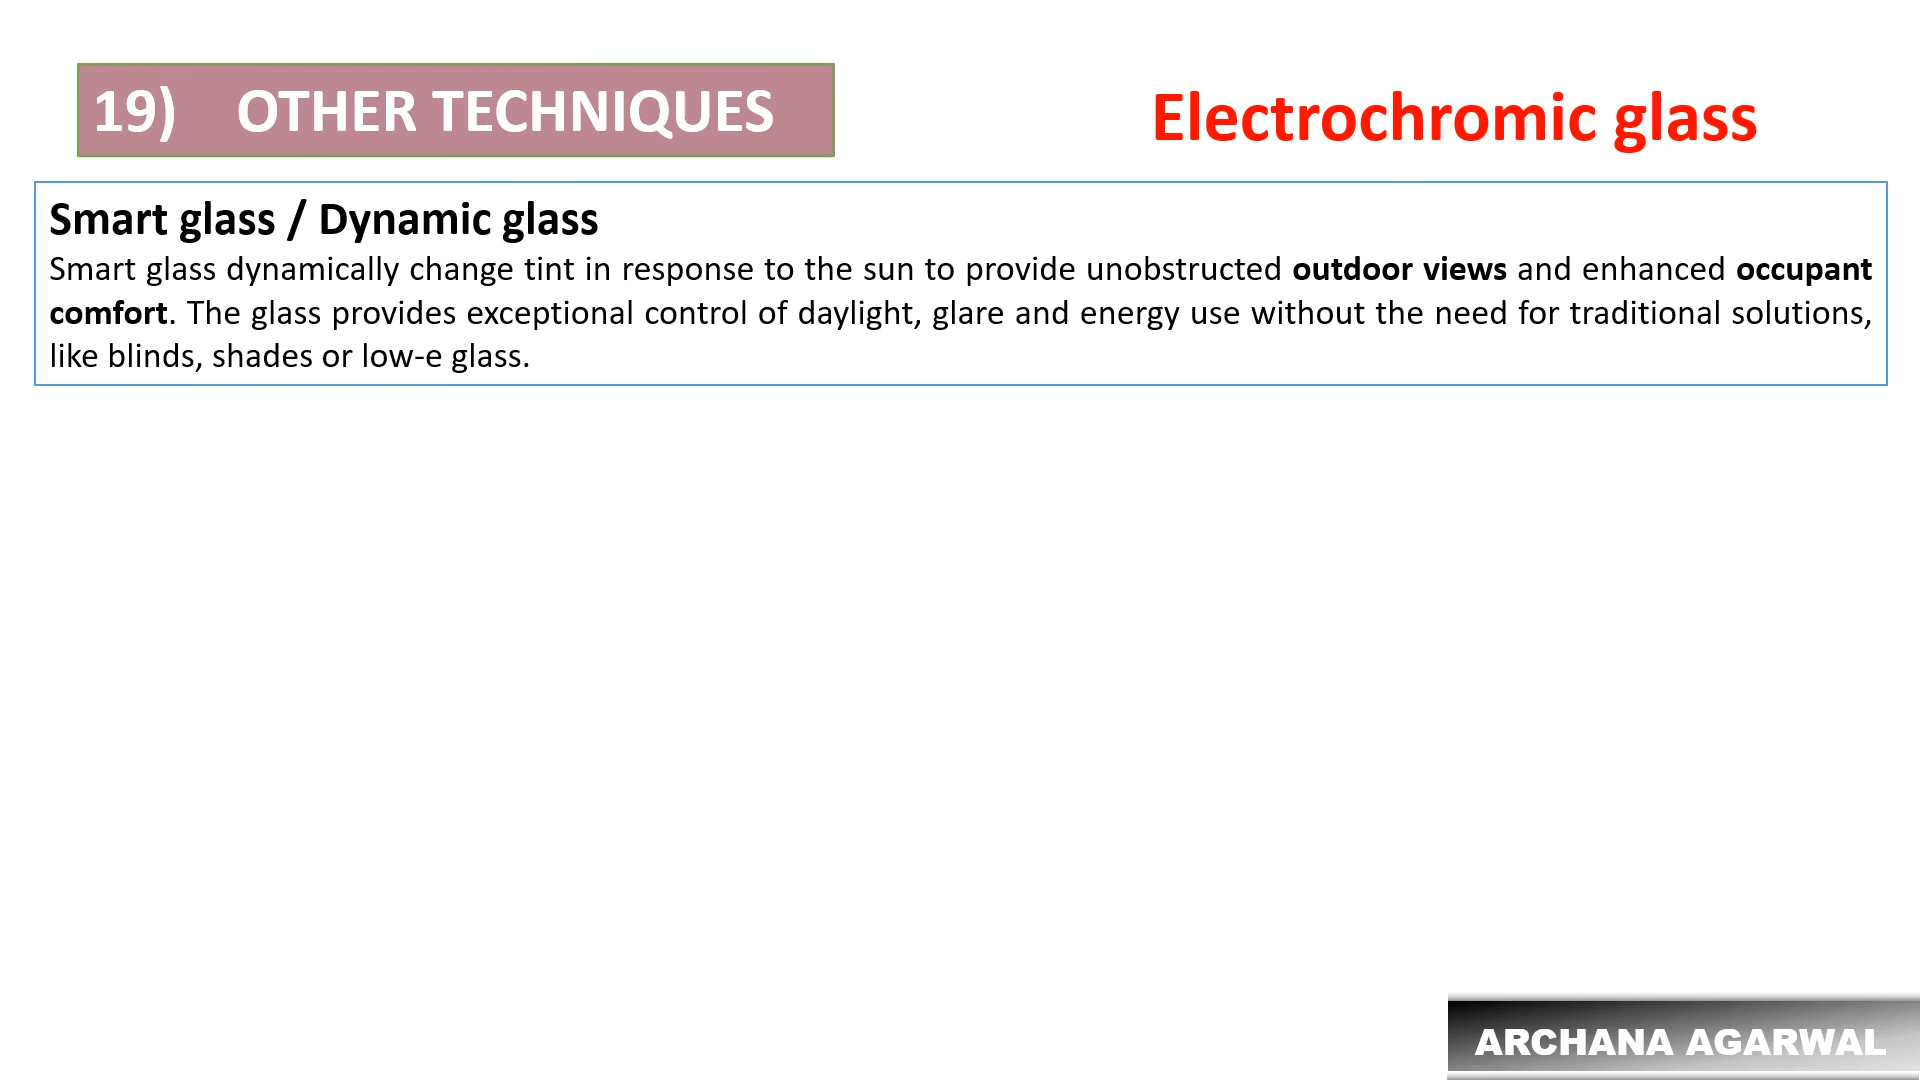 19) OTHER TECHNIQUES
Electrochromic glass
Smart glass / Dynamic glass
Smart glass dynamically change tint in response to the sun to provide unobstructed outdoor views and enhanced occupant
comfort. The glass provides exceptional control of daylight, glare and energy use without the need for traditional solutions,
like blinds, shades or low-e glass.
ARCHANA AGARWAL